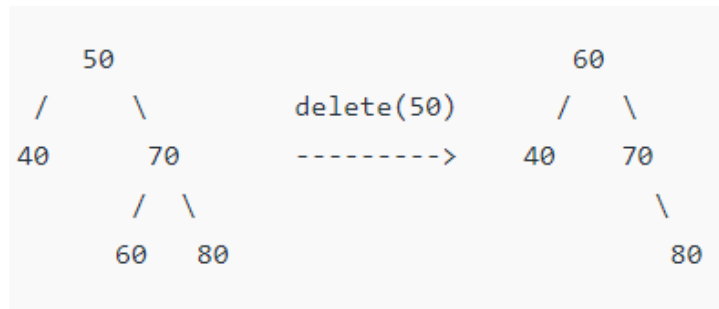 50 60
/ \ delete(50) / \
40 70 ---------> 40 70
/ \ \
60 80 80